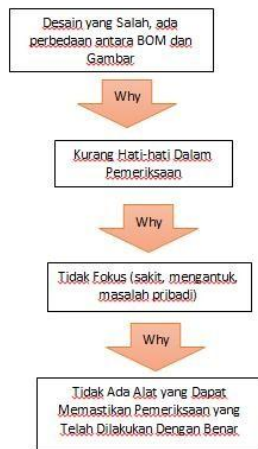 Desain yang Salah, ada
perbedaan antara BOM dan
Gambar
Why
Kurang Hati-hati Dalam
Pemeriksaan
Why
Tidak Fokus (sakit, mengantuk,
masalah pribadi)
Why
Tidak Ada Alat yang Dapat
Memastikan Pemeriksaan yang
Telah Dilakukan Dengan Benar